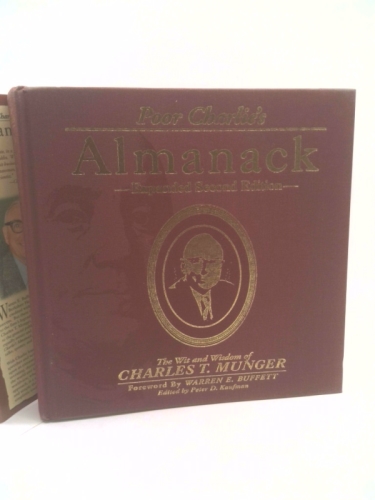 Poor Charlie's
Almanack
Expanded Second Edition
The Wit and Wisdom of
CHARLES T. MUNGER
Foreword By WARREN E. BUFFETT
Edited by Peter D. Kaufman